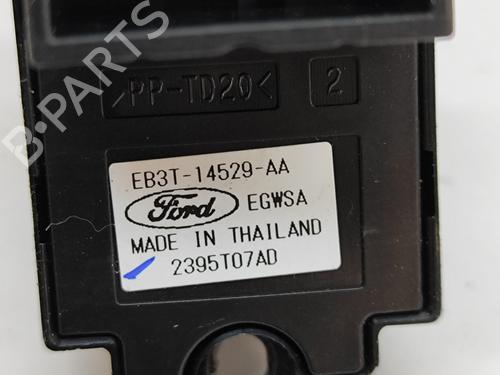 B-PARTS
>PP-TD20<
2
EB3T-14529-AA
Ford EGWSA
MADE IN THAILAND
2395T07AD